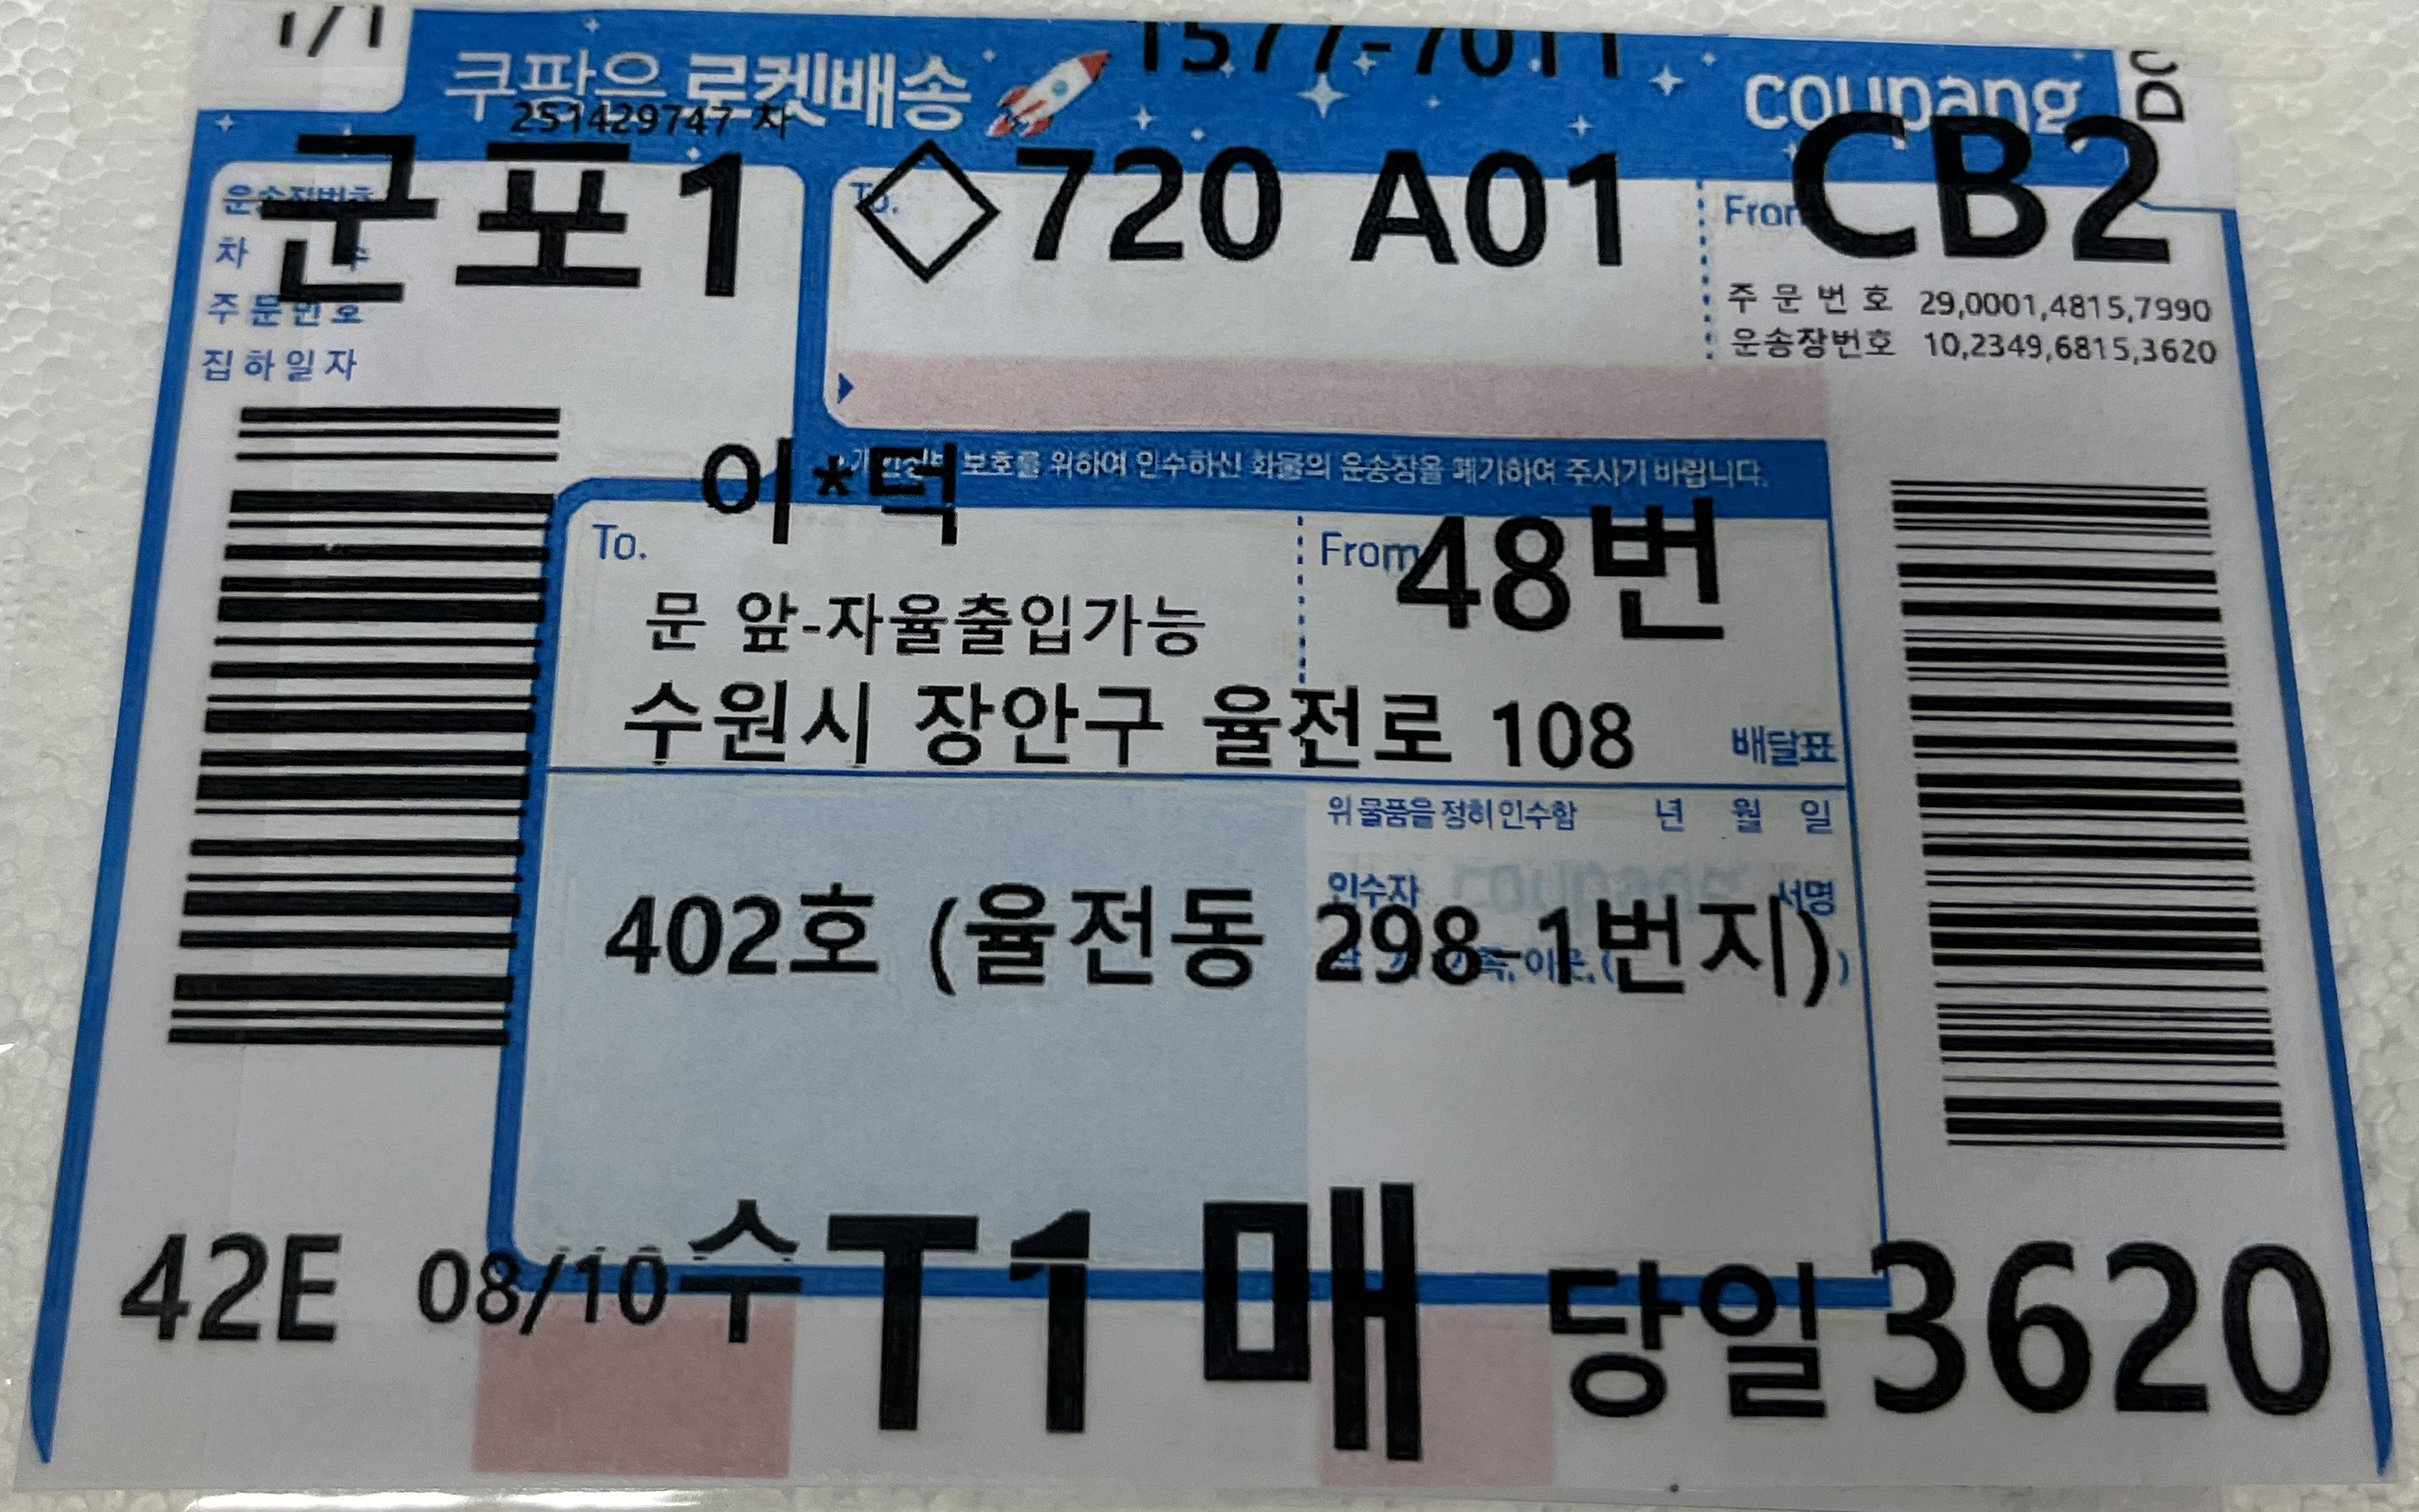 1/1
쿠팡은 로켓배송 1577-7011 coupang
251429747 차
군포1 ◇720 A01 CB2
운송장번호 To. From
차 수
주문번호 주 문 번 호 29,0001,4815,7990
집하일자 운송장번호 10,2349,6815,3620
개인정보 보호를 위하여 인수하신 화물의 운송장을 폐기하여 주시기 바랍니다.
이*덕
To. From 48번
문 앞-자율출입가능
수원시 장안구 율전로 108
배달표
위 물품을 정히 인수함 년 월 일
인수자 서명
402호 (율전동 298-1번지)
42E 08/10 수 T1 매 당일 3620